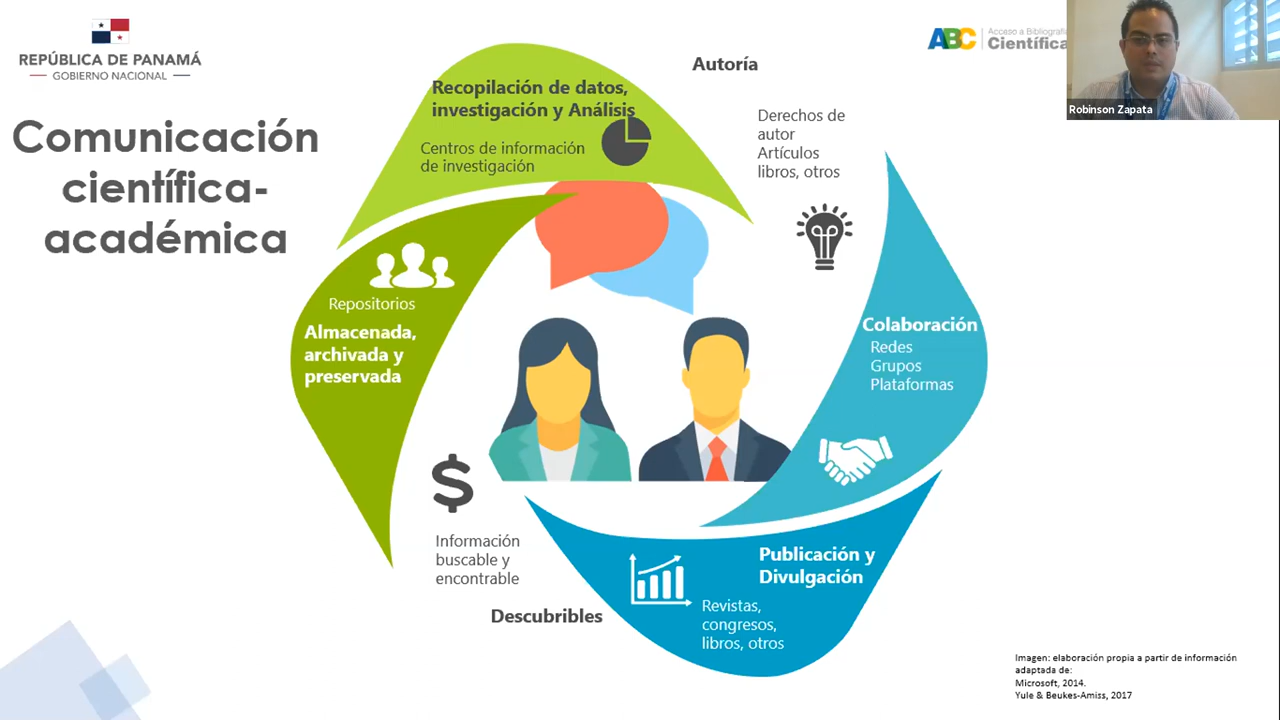 REPÚBLICA DE PANAMÁ
GOBIERNO NACIONAL
Comunicación
científica-
académica
Recopilación de datos,
investigación y Análisis
Centros de información
de investigación
Autoría
Derechos de
autor
Artículos
libros, otros
ABC
Acceso a Bibliografía
Científica
Robinson Zapata
Colaboración
Redes
Grupos
Plataformas
Publicación y
Divulgación
Revistas,
congresos,
libros, otros
$
Información
buscable y
encontrable
Descubribles
Repositorios
Almacenada,
archivada y
preservada
Imagen: elaboración propia a partir de información
adaptada de:
Microsoft, 2014.
Yule & Beukes-Amiss, 2017